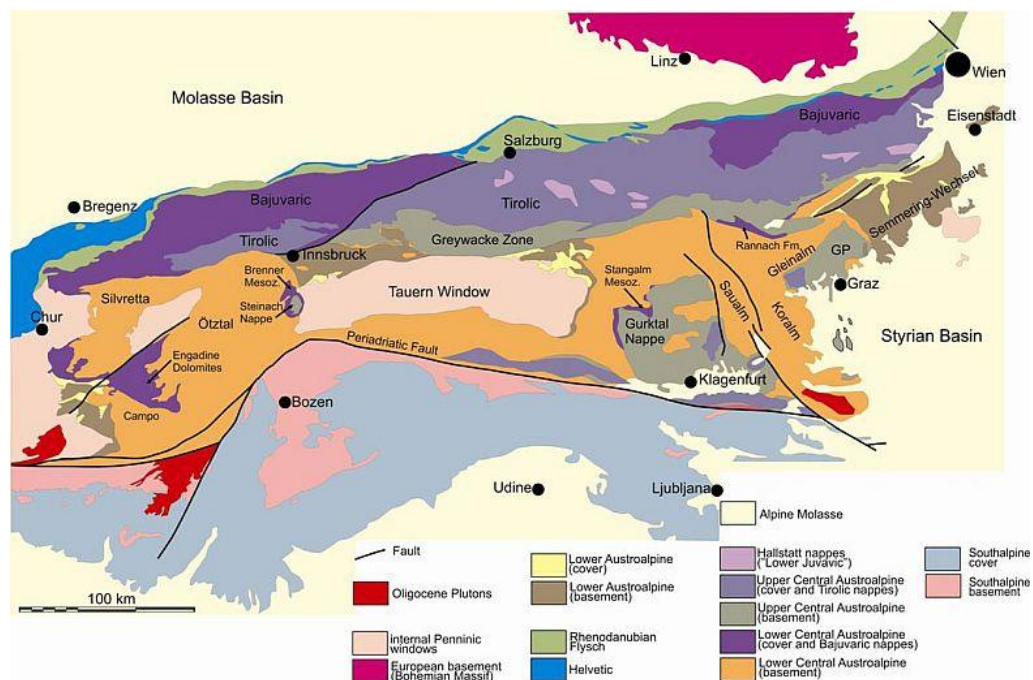 Linz
Wien
Molasse Basin
Bajuvaric
Eisenstadt
Salzburg
Bregenz
Bajuvaric
Tirolic
Semmering-Wechsel
Tirolic
Greywacke Zone
Rannach Fm.
Innsbruck
Gleinalm
GP
Brenner
Mesoz.
Stangalm
Mesoz.
Graz
Silvretta
Tauern Window
Steinach
Nappe
Saualm
Koralm
Chur
Ötztal
Gurktal
Nappe
Styrian Basin
Periadriatic Fault
Engadine
Dolomites
Klagenfurt
Campo
Bozen
Udine
Ljubljana
Alpine Molasse
Fault
Lower Austroalpine
(cover)
Hallstatt nappes
("Lower Juvavic")
Southalpine
cover
100 km
Oligocene Plutons
Lower Austroalpine
(basement)
Upper Central Austroalpine
(cover and Tirolic nappes)
Southalpine
basement
Upper Central Austroalpine
(basement)
Internal Penninic
windows
Rhenodanubian
Flysch
Lower Central Austroalpine
(cover and Bajuvaric nappes)
European basement
(Bohemian Massif)
Helvetic
Lower Central Austroalpine
(basement)